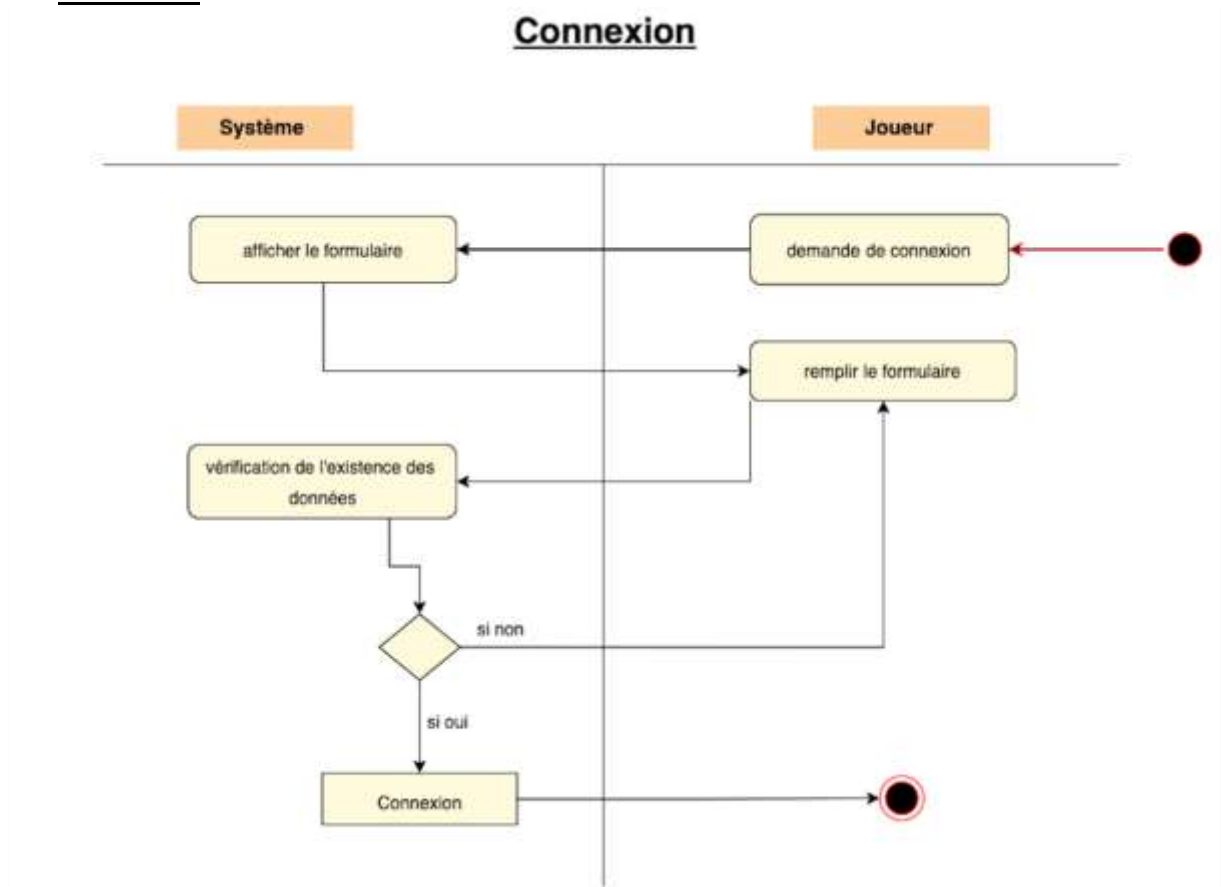 Connexion
Système
Joueur
afficher le formulaire
demande de connexion
remplir le formulaire
vérification de l'existence des
données
si non
si oui
Connexion